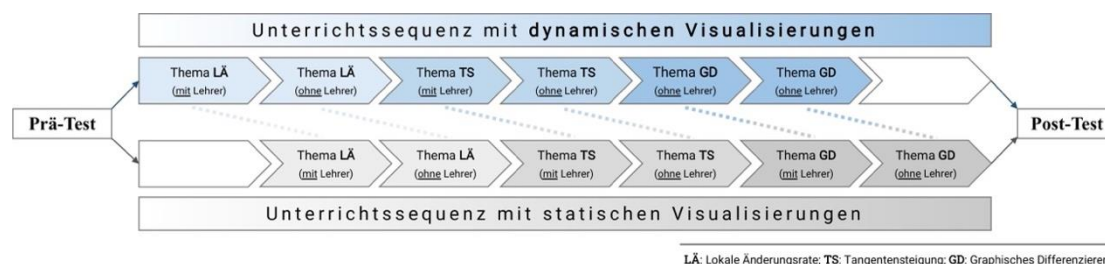 Unterrichtssequenz mit dynamischen Visualisierungen
Thema LÄ
(mit Lehrer)
Thema LÄ
(ohne Lehrer)
Thema TS
(mit Lehrer)
Thema TS
(ohne Lehrer)
Thema GD
(mit Lehrer)
Thema GD
(ohne Lehrer)
Prä-Test
Post-Test
Thema LÄ
(mit Lehrer)
Thema LÄ
(ohne Lehrer)
Thema TS
(mit Lehrer)
Thema TS
(ohne Lehrer)
Thema GD
(mit Lehrer)
Thema GD
(ohne Lehrer)
Unterrichtssequenz mit statischen Visualisierungen
LÄ: Lokale Änderungsrate; TS: Tangentensteigung; GD: Graphisches Differenzieren